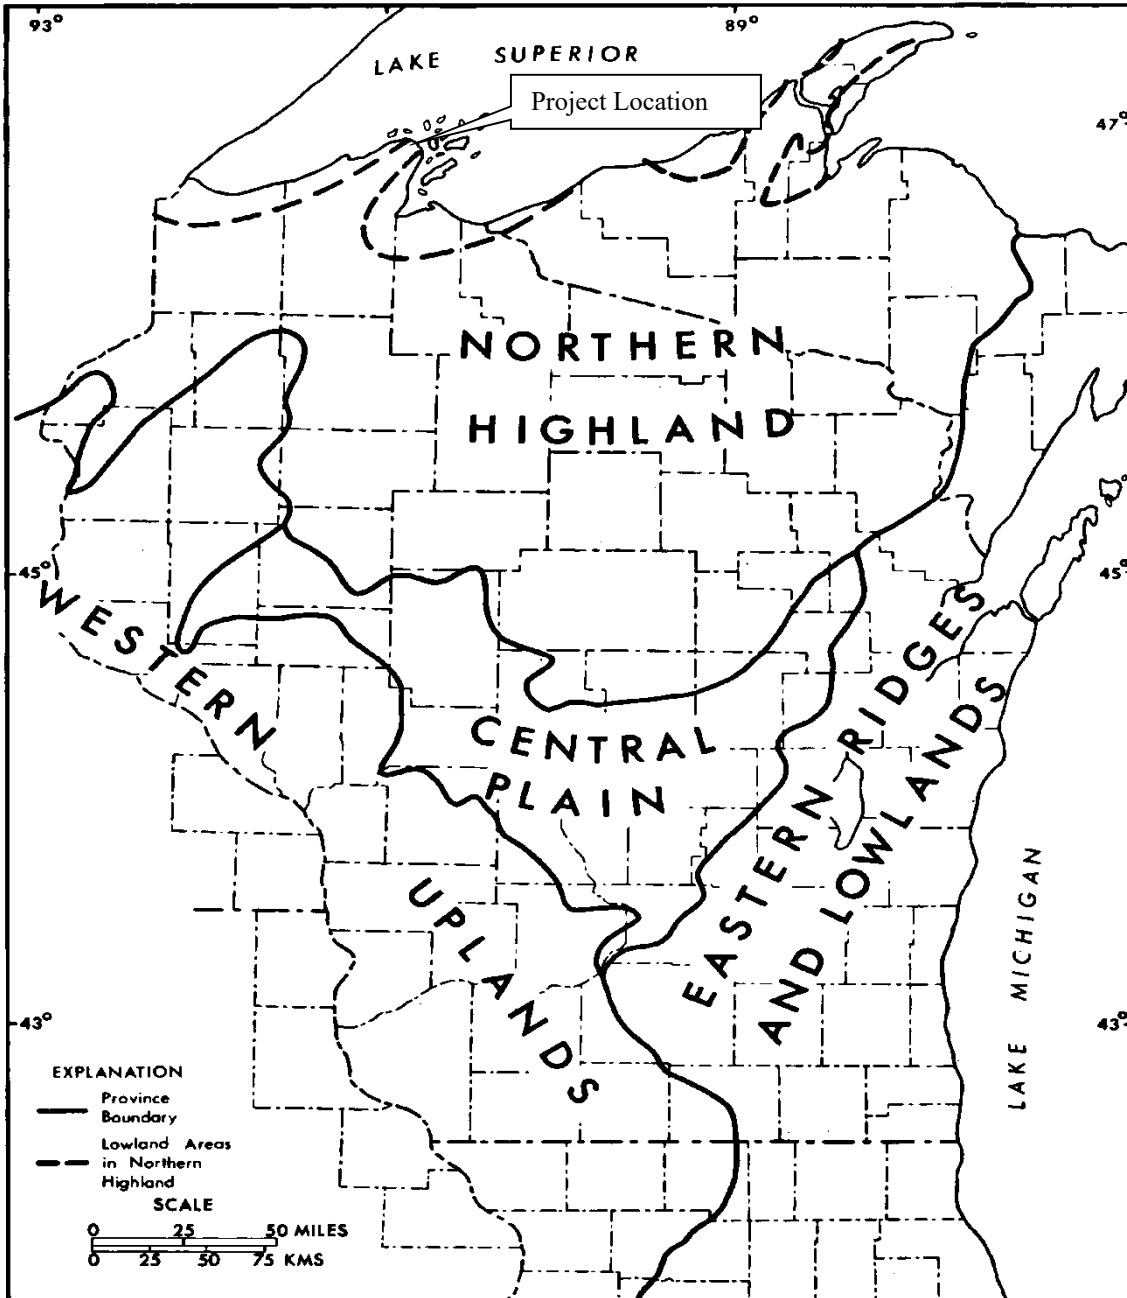 93°
89°
LAKE SUPERIOR
Project Location
47°
NORTHERN
HIGHLAND
45°
45°
WESTERN
UPLANDS
CENTRAL
PLAIN
EASTERN RIDGES
AND LOWLANDS
LAKE MICHIGAN
43°
43°
EXPLANATION
Province
Boundary
Lowland Areas
in Northern
Highland
SCALE
0 25 50 MILES
0 25 50 75 KMS